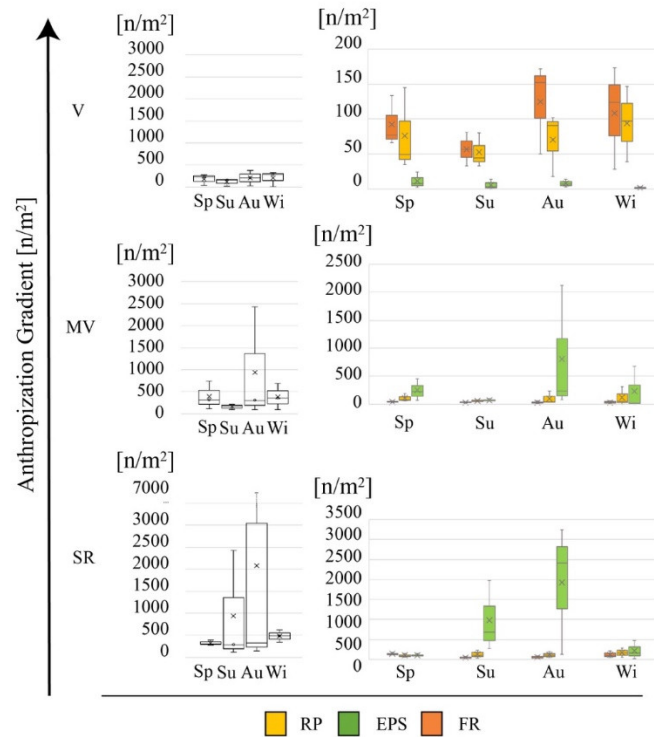 Anthropization Gradient [n/m²]
V
[n/m²]
3000
2500
2000
1500
1000
500
0
Sp Su Au Wi
[n/m²]
200
150
100
50
0
Sp Su Au Wi
MV
[n/m²]
3000
2500
2000
1500
1000
500
0
Sp Su Au Wi
[n/m²]
2500
2000
1500
1000
500
0
Sp Su Au Wi
SR
[n/m²]
7000
3000
2500
2000
1500
1000
500
0
Sp Su Au Wi
[n/m²]
3500
3000
2500
2000
1500
1000
500
0
Sp Su Au Wi
RP EPS FR